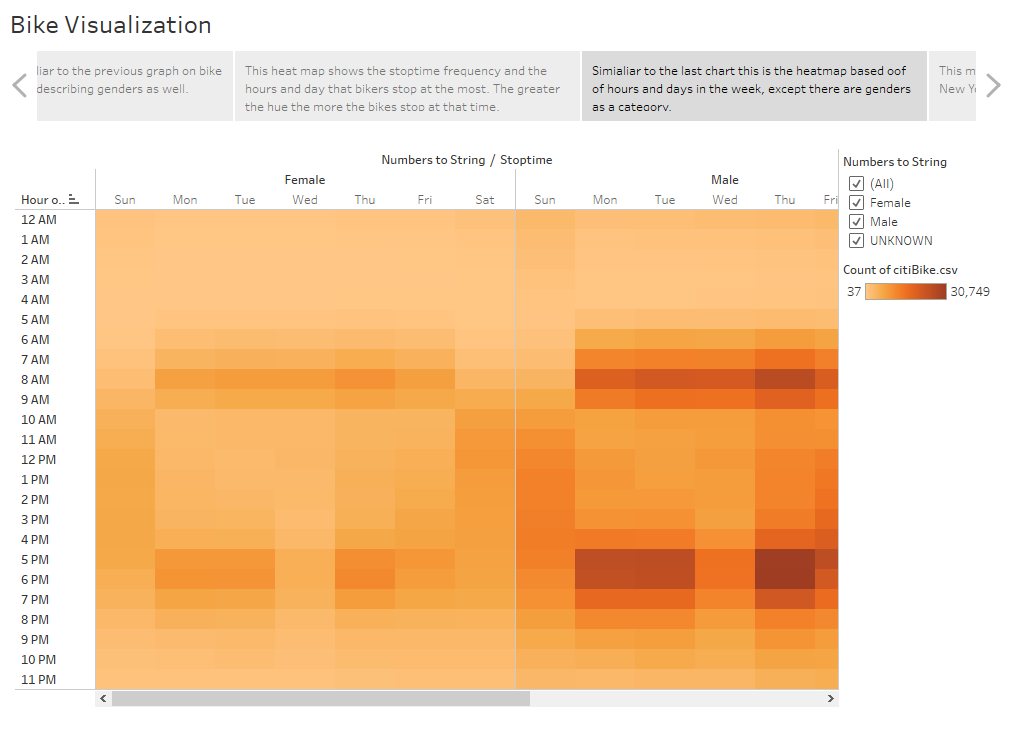 Bike Visualization
liar to the previous graph on bike
describing genders as well.
This heat map shows the stoptime frequency and the
hours and day that bikers stop at the most. The greater
the hue the more the bikes stop at that time.
Simialiar to the last chart this is the heatmap based oof
of hours and days in the week, except there are genders
as a category.
This m
New Yo
Numbers to String / Stoptime
Female Male
Hour o.. Sun Mon Tue Wed Thu Fri Sat Sun Mon Tue Wed Thu Fri
12 AM
1 AM
2 AM
3 AM
4 AM
5 AM
6 AM
7 AM
8 AM
9 AM
10 AM
11 AM
12 PM
1 PM
2 PM
3 PM
4 PM
5 PM
6 PM
7 PM
8 PM
9 PM
10 PM
11 PM
Numbers to String
(All)
Female
Male
UNKNOWN
Count of citiBike.csv
37 30,749